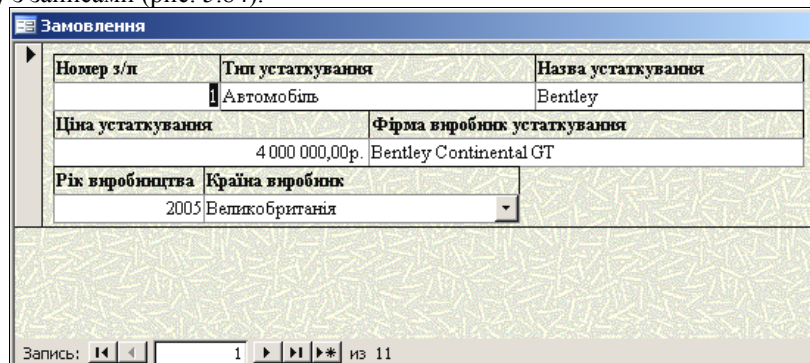 з записами (рис. 3.64).
Замовлення
Номер з/п Тип устаткування Назва устаткування
1 Автомобіль Bentley
Ціна устаткування Фірма виробник устаткування
4 000 000,00р. Bentley Continental GT
Рік виробництва Країна виробник
2005 Великобританія
Запись: 1 из 11